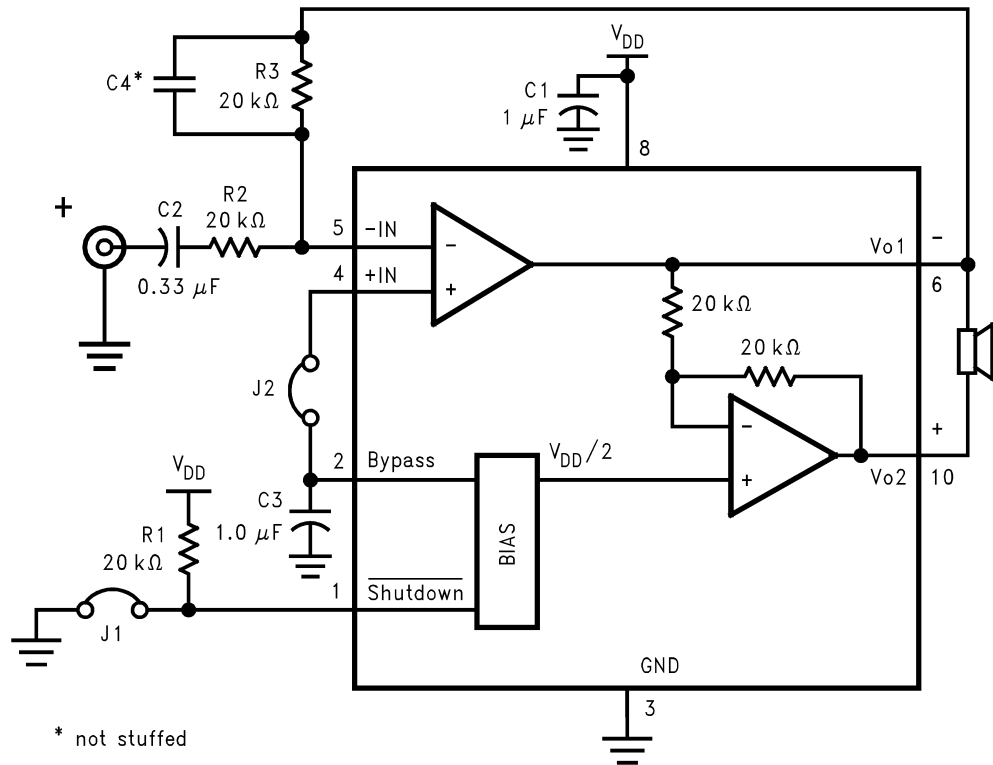 C4*
R3
20 kΩ
VDD
C1
1 µF
8
+
C2
0.33 µF
R2
20 kΩ
5
-IN
4
+IN
-
+
Vo1
-
6
20 kΩ
20 kΩ
J2
2
Bypass
VDD/2
-
+
Vo2
+
10
VDD
R1
20 kΩ
C3
1.0 µF
BIAS
1
Shutdown
J1
GND
3
* not stuffed